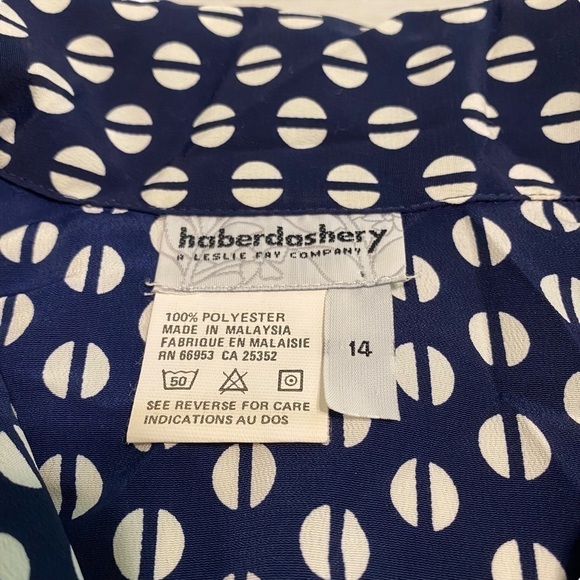 haberdashery
A LESLIE FAY COMPANY
100% POLYESTER
MADE IN MALAYSIA
FABRIQUE EN MALAISIE
RN 66953 CA 25352
50
SEE REVERSE FOR CARE
INDICATIONS AU DOS
14